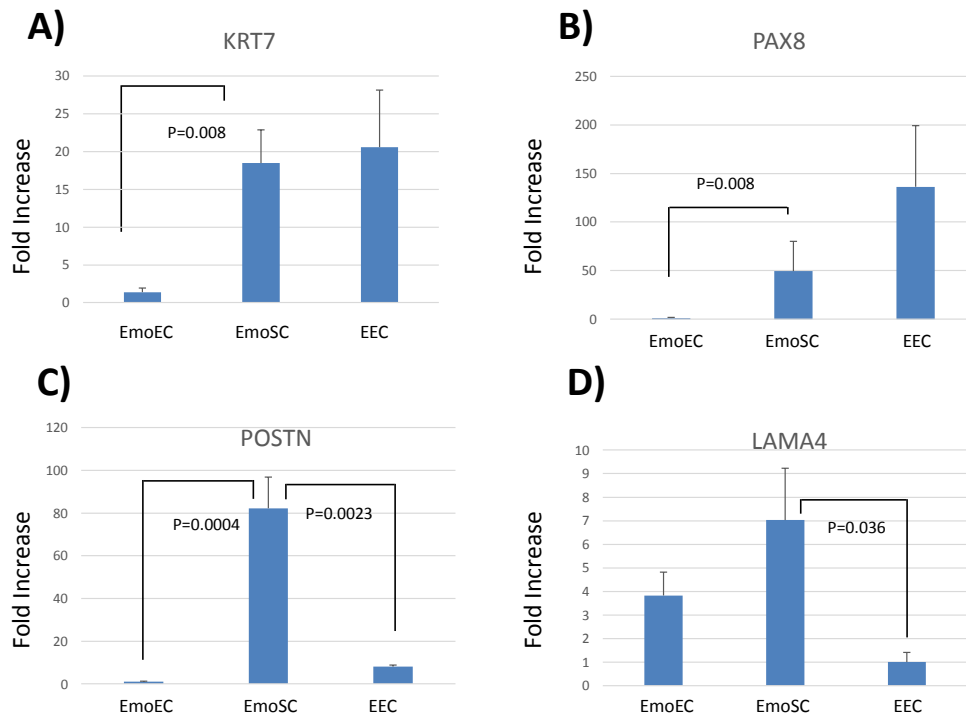 A)
KRT7
Fold Increase
30
25
20
15
10
5
0
P=0.008
EmoEC EmoSC EEC
B)
PAX8
Fold Increase
250
200
150
100
50
0
P=0.008
EmoEC EmoSC EEC
C)
POSTN
Fold Increase
120
100
80
60
40
20
0
P=0.0004 P=0.0023
EmoEC EmoSC EEC
D)
LAMA4
Fold Increase
10
9
8
7
6
5
4
3
2
1
0
P=0.036
EmoEC EmoSC EEC